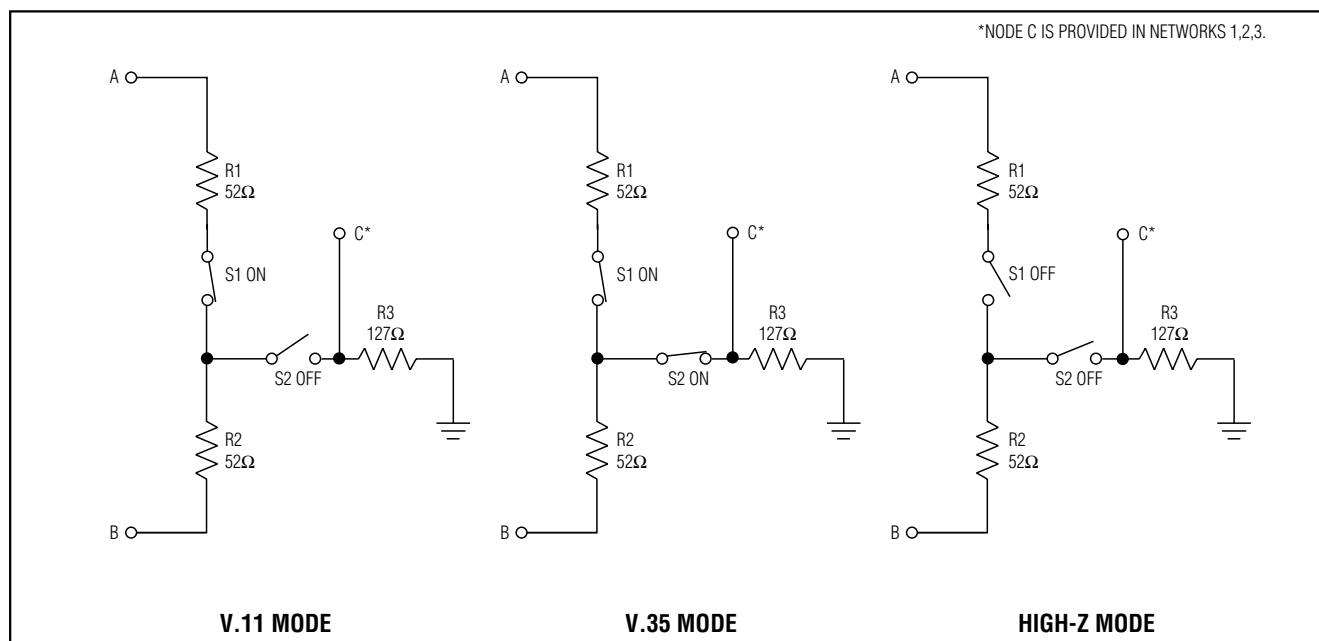 *NODE C IS PROVIDED IN NETWORKS 1,2,3.
A
R1
52Ω
C*
S1 ON
R3
127Ω
S2 OFF
R2
52Ω
B
V.11 MODE
A
R1
52Ω
C*
S1 ON
R3
127Ω
S2 ON
R2
52Ω
B
V.35 MODE
A
R1
52Ω
C*
S1 OFF
R3
127Ω
S2 OFF
R2
52Ω
B
HIGH-Z MODE